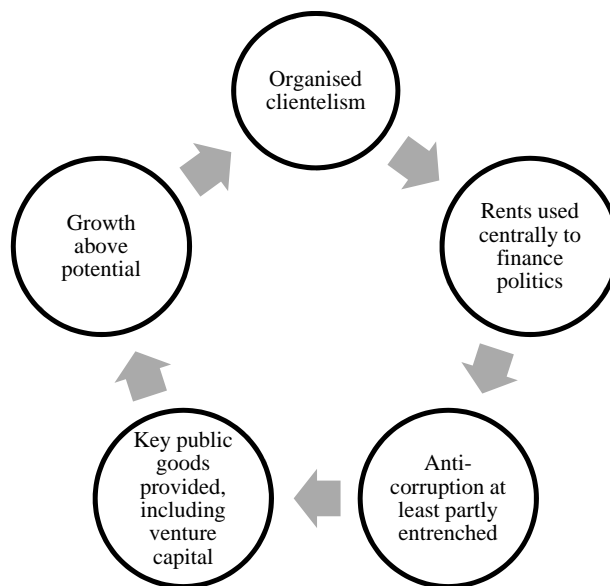 Organised
clientelism
Rents used
centrally to
finance
politics
Anti-
corruption at
least partly
entrenched
Key public
goods
provided,
including
venture
capital
Growth
above
potential